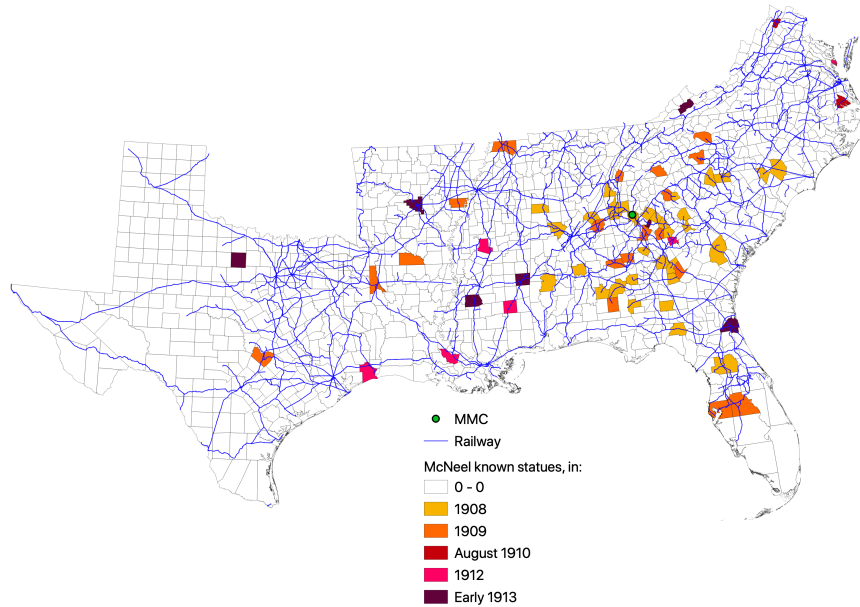 MMC
Railway
McNeel known statues, in:
0 - 0
1908
1909
August 1910
1912
Early 1913